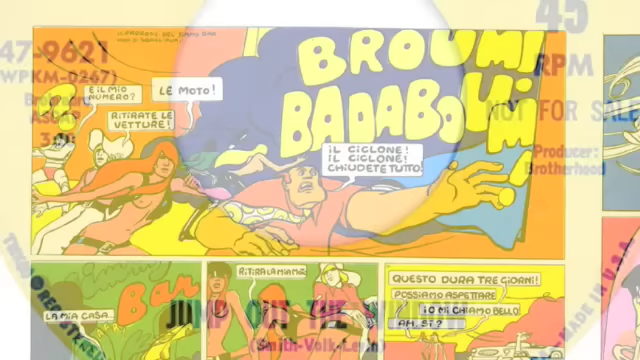 BROUM!
BADABOUM!
È IL MIO
NUMERO?
LE MOTO!
RITIRATE LE
VETTURE!
IL CICLONE!
IL CICLONE!
CHIUDETE TUTTO!
45
RPM
47-9621
(WPKM-0267)
ASCAP
NOT FOR SALE
Producer:
Brotherhood
LA MIA CASA...
Bar
RITIRA LA MIA
QUESTO DURA TRE GIORNI!
POSSIAMO ASPETTARE
IO MI CHIAMO BELLO!
AH, SI?
JUMP OUT THE WINDOW
(Smith-Volk-Levin)
MADE IN U.S.A.